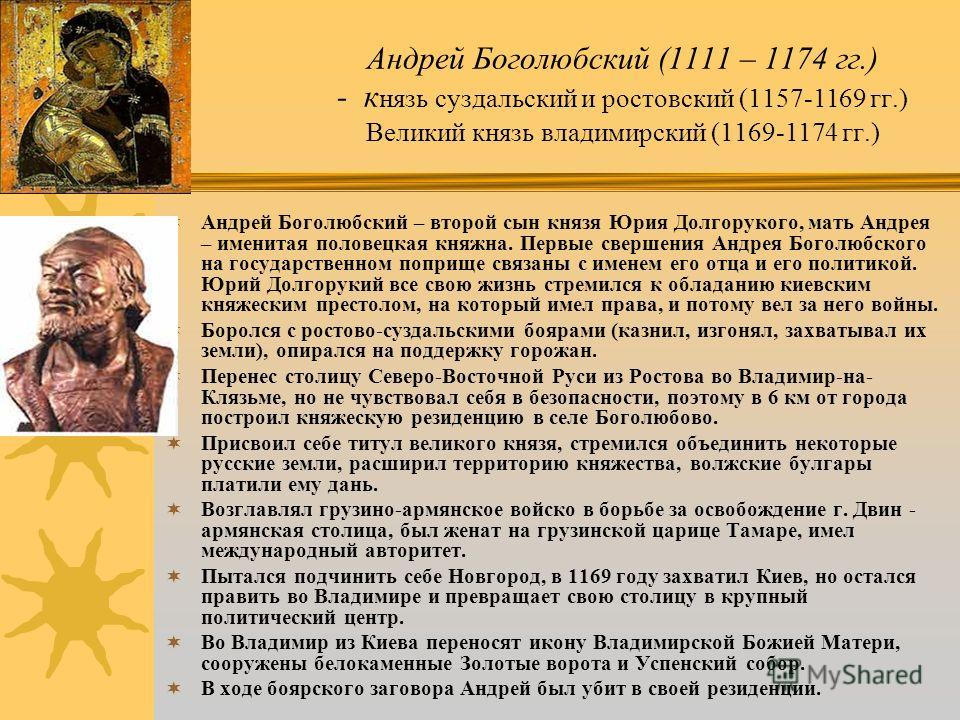 Андрей Боголюбский (1111 – 1174 гг.)
- князь суздальский и ростовский (1157-1169 гг.)
Великий князь владимирский (1169-1174 гг.)
Андрей Боголюбский – второй сын князя Юрия Долгорукого, мать Андрея
– именитая половецкая княжна. Первые свершения Андрея Боголюбского
на государственном поприще связаны с именем его отца и его политикой.
Юрий Долгорукий все свою жизнь стремился к обладанию киевским
княжеским престолом, на который имел права, и потому вел за него войны.
Боролся с ростово-суздальскими боярами (казнил, изгонял, захватывал их
земли), опирался на поддержку горожан.
Перенес столицу Северо-Восточной Руси из Ростова во Владимир-на-
Клязьме, но не чувствовал себя в безопасности, поэтому в 6 км от города
построил княжескую резиденцию в селе Боголюбово.
Присвоил себе титул великого князя, стремился объединить некоторые
русские земли, расширил территорию княжества, волжские булгары
платили ему дань.
Возглавлял грузино-армянское войско в борьбе за освобождение г. Двин -
армянская столица, был женат на грузинской царице Тамаре, имел
международный авторитет.
Пытался подчинить себе Новгород, в 1169 году захватил Киев, но остался
править во Владимире и превращает свою столицу в крупный
политический центр.
Во Владимир из Киева переносят икону Владимирской Божией Матери,
сооружены белокаменные Золотые ворота и Успенский собор.
В ходе боярского заговора Андрей был убит в своей резиденции.
MyShared